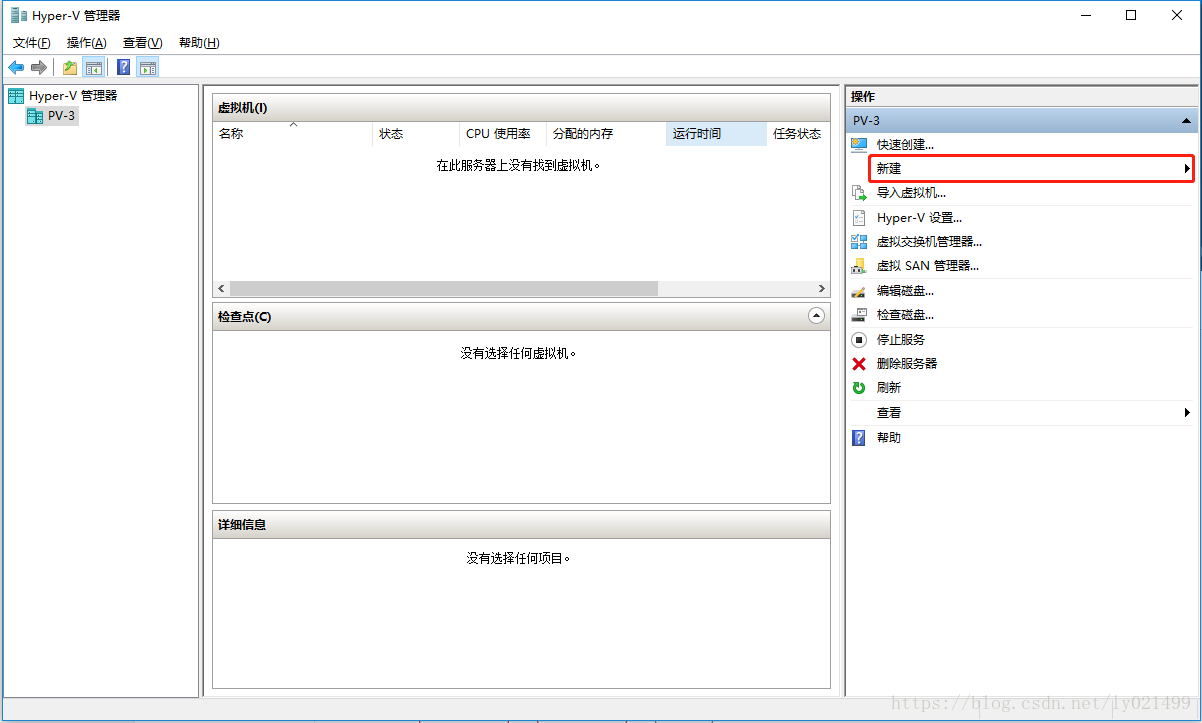 Hyper-V 管理器
文件(F) 操作(A) 查看(V) 帮助(H)
Hyper-V 管理器
PV-3
虚拟机(I)
名称 状态 CPU 使用率 分配的内存 运行时间 任务状态
在此服务器上没有找到虚拟机。
检查点(C)
没有选择任何虚拟机。
详细信息
没有选择任何项目。
操作
PV-3
快速创建...
新建
导入虚拟机...
Hyper-V 设置...
虚拟交换机管理器...
虚拟 SAN 管理器...
编辑磁盘...
检查磁盘...
停止服务
删除服务器
刷新
查看
帮助
https://blog.csdn.net/ly021499